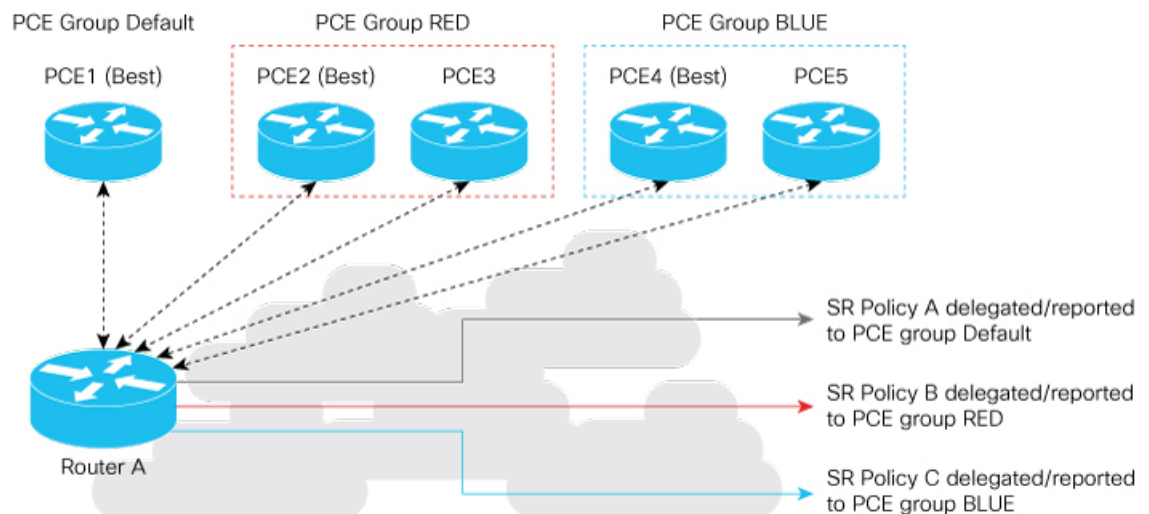 PCE Group Default
PCE Group RED
PCE Group BLUE
PCE1 (Best)
PCE2 (Best)
PCE3
PCE4 (Best)
PCE5
SR Policy A delegated/reported
to PCE group Default
SR Policy B delegated/reported
to PCE group RED
Router A
SR Policy C delegated/reported
to PCE group BLUE